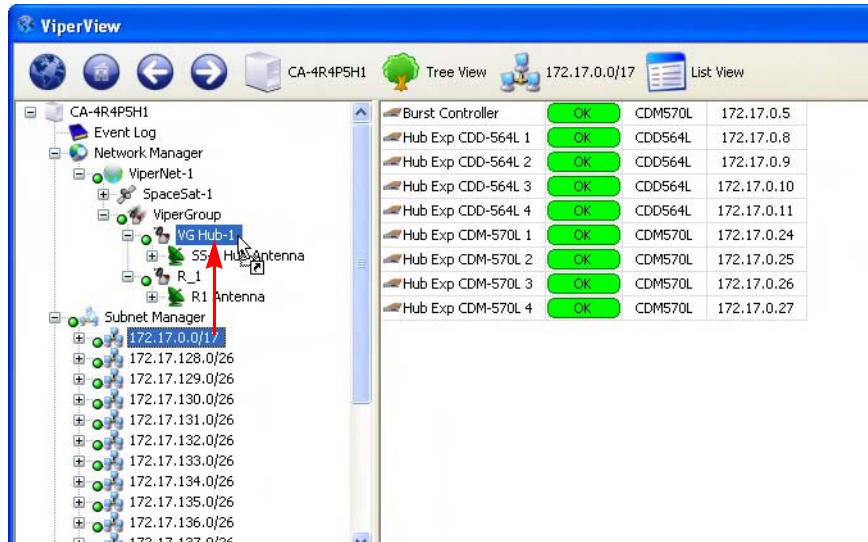 ViperView
CA-4R4P5H1 Tree View 172.17.0.0/17 List View
CA-4R4P5H1
Event Log
Network Manager
ViperNet-1
SpaceSat-1
ViperGroup
VG Hub-1
Antenna
R_1
R1 Antenna
Subnet Manager
172.17.0.0/17
172.17.128.0/26
172.17.129.0/26
172.17.130.0/26
172.17.131.0/26
172.17.132.0/26
172.17.133.0/26
172.17.134.0/26
172.17.135.0/26
172.17.136.0/26
172.17.137.0/26
Burst Controller OK CDM570L 172.17.0.5
Hub Exp CDD-564L 1 OK CDD564L 172.17.0.8
Hub Exp CDD-564L 2 OK CDD564L 172.17.0.9
Hub Exp CDD-564L 3 OK CDD564L 172.17.0.10
Hub Exp CDD-564L 4 OK CDD564L 172.17.0.11
Hub Exp CDM-570L 1 OK CDM570L 172.17.0.24
Hub Exp CDM-570L 2 OK CDM570L 172.17.0.25
Hub Exp CDM-570L 3 OK CDM570L 172.17.0.26
Hub Exp CDM-570L 4 OK CDM570L 172.17.0.27